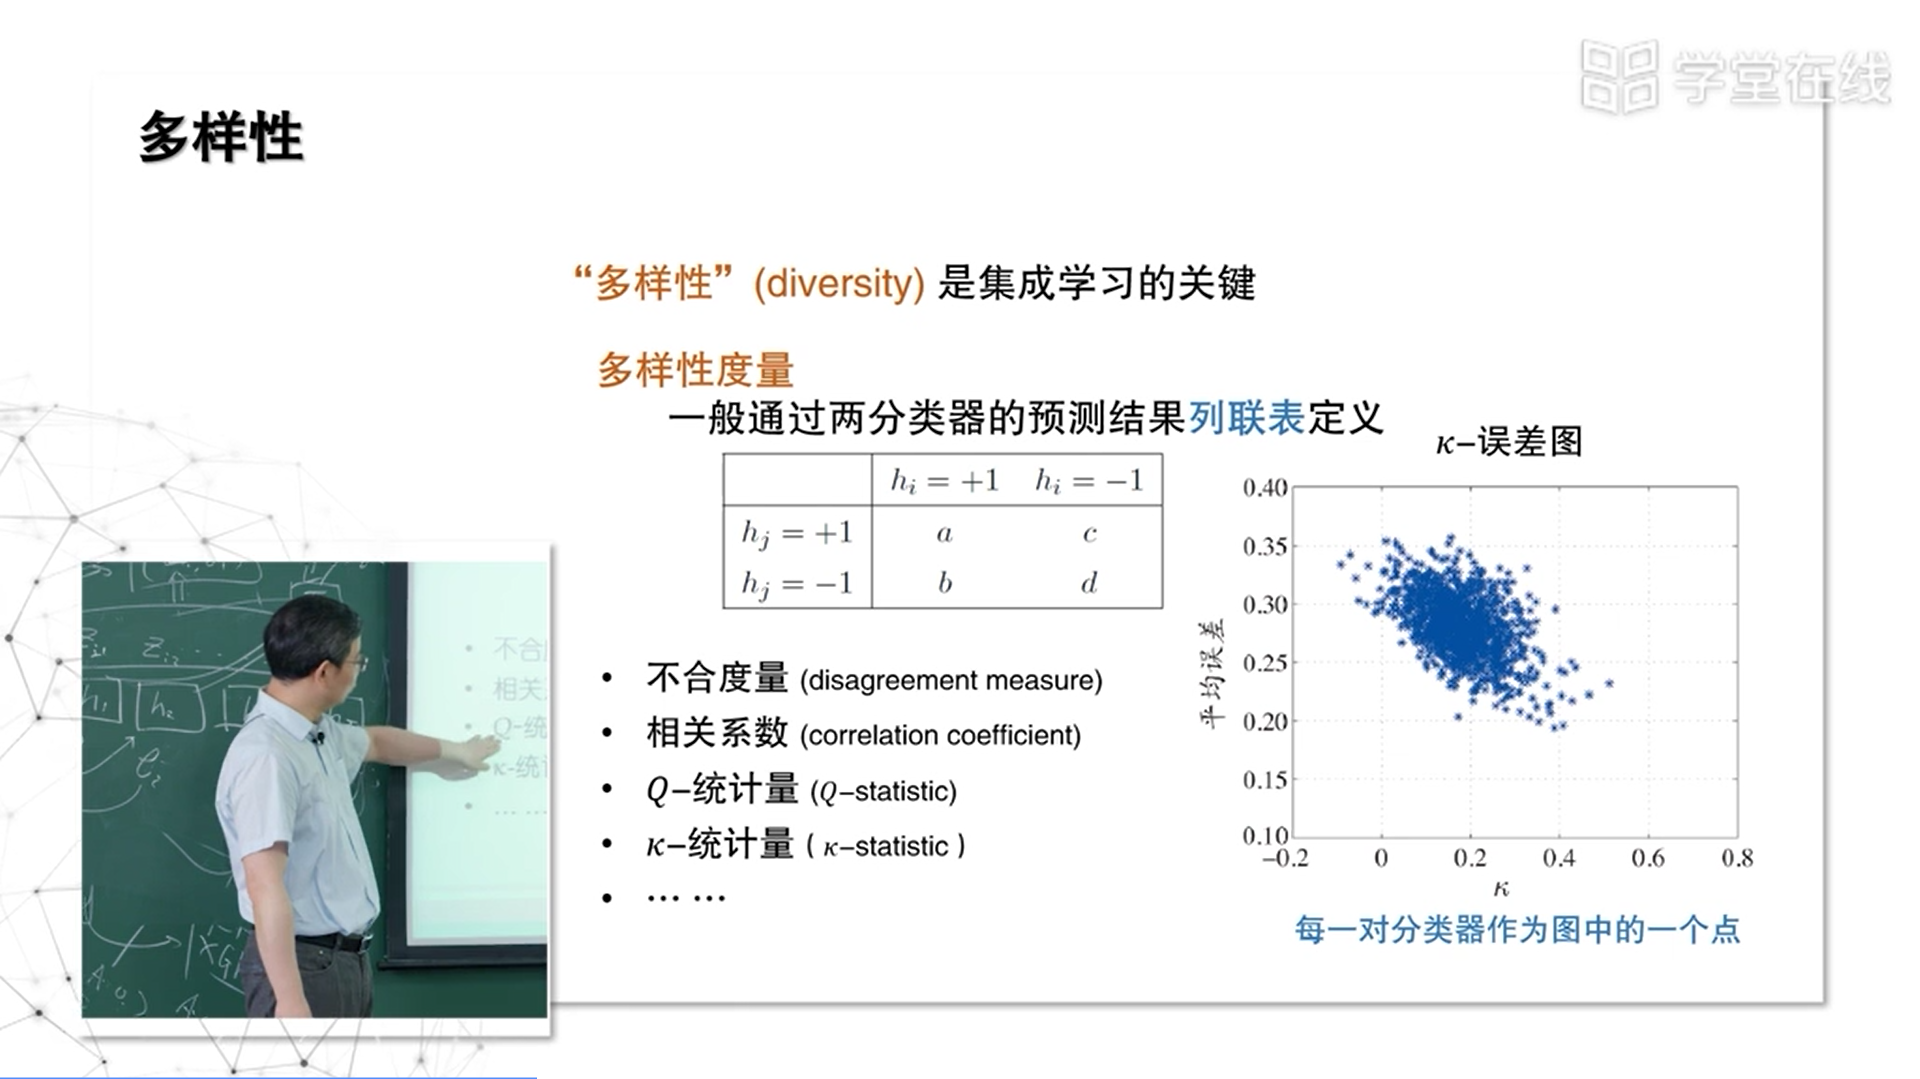 学堂在线
多样性
“多样性” (diversity) 是集成学习的关键
多样性度量
一般通过两分类器的预测结果列联表定义
h_i = +1 h_i = −1
h_j = +1 a c
h_j = −1 b d
• 不合度量 (disagreement measure)
• 相关系数 (correlation coefficient)
• Q–统计量 (Q–statistic)
• κ–统计量 ( κ–statistic )
• … …
κ–误差图
平均误差
0.40
0.35
0.30
0.25
0.20
0.15
0.10
−0.2 0 0.2 0.4 0.6 0.8
κ
每一对分类器作为图中的一个点
• 不合
• 相关
• Q-统
κ-统计
• … …
h₁ h₂